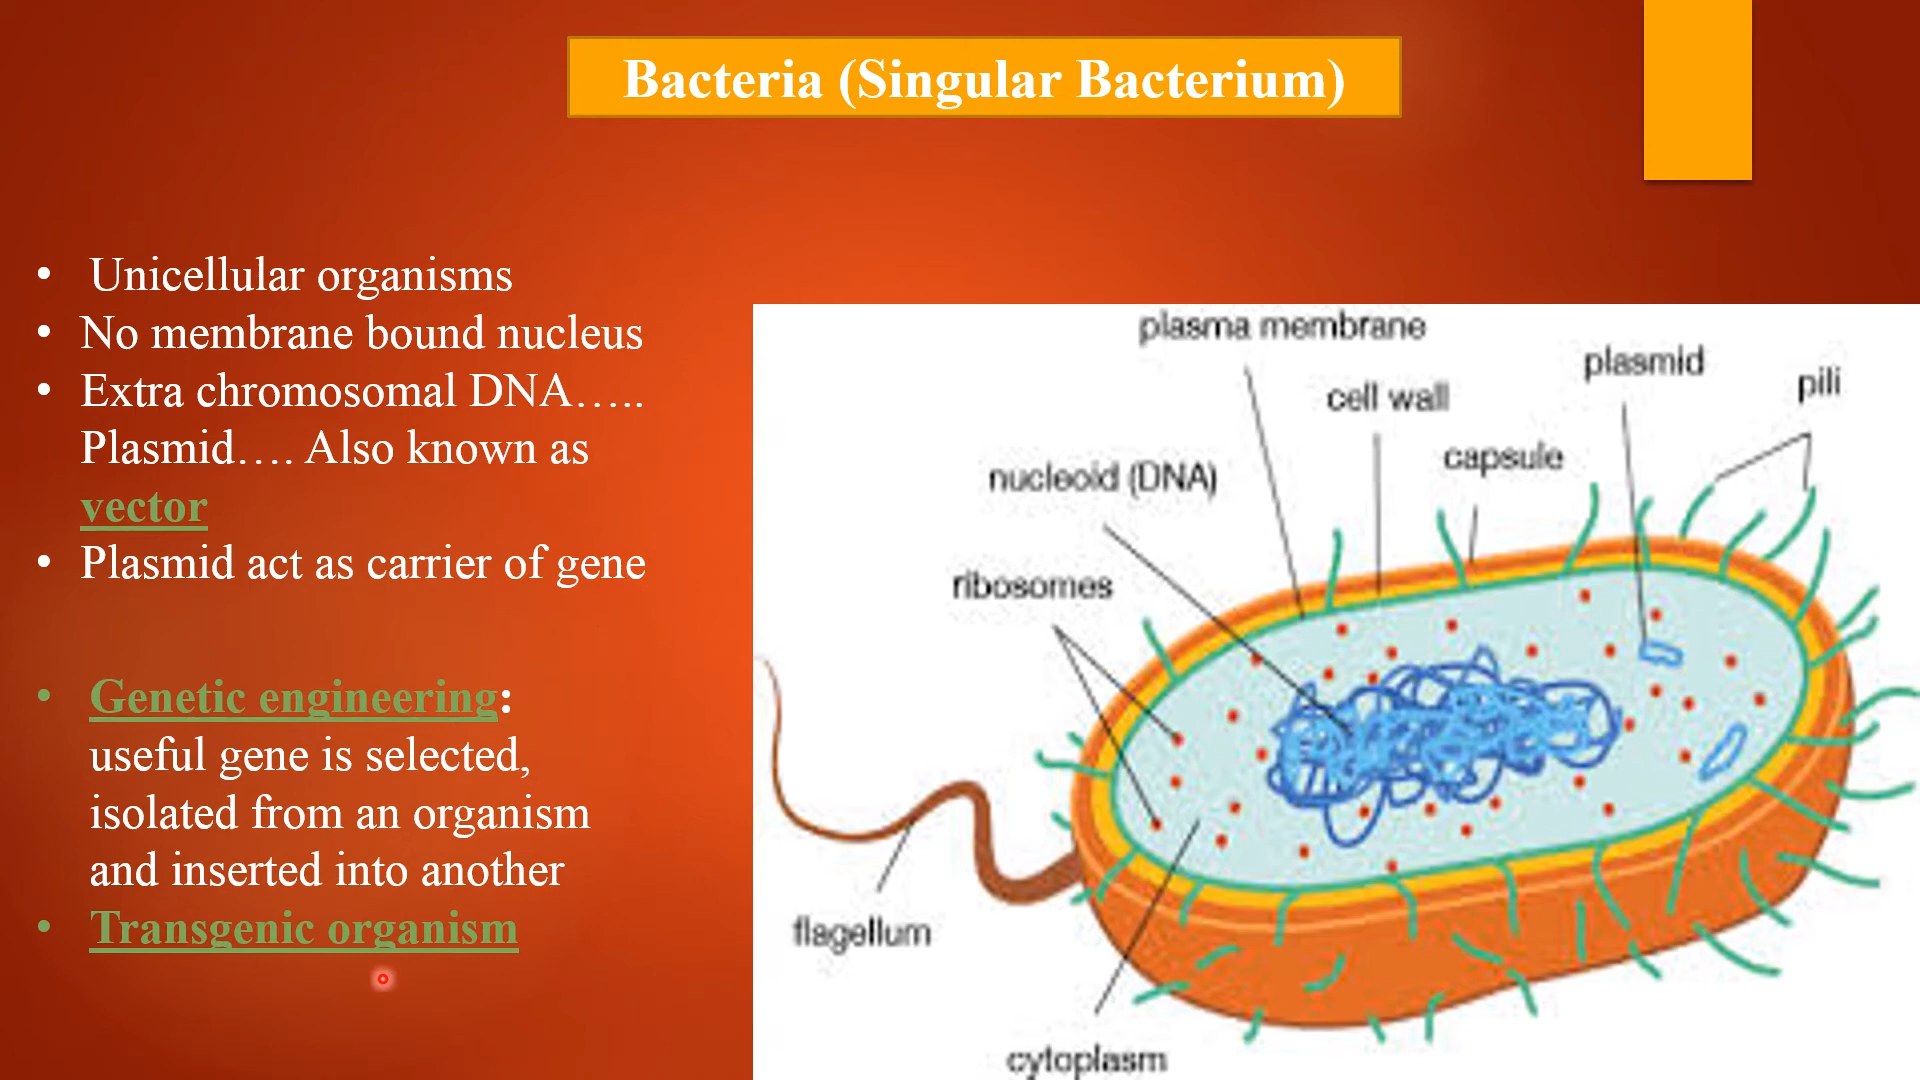 Bacteria (Singular Bacterium)
• Unicellular organisms
• No membrane bound nucleus
• Extra chromosomal DNA…..
Plasmid…. Also known as
vector
• Plasmid act as carrier of gene
• Genetic engineering:
useful gene is selected,
isolated from an organism
and inserted into another
• Transgenic organism
plasma membrane
plasmid
pili
cell wall
capsule
nucleoid (DNA)
ribosomes
flagellum
cytoplasm